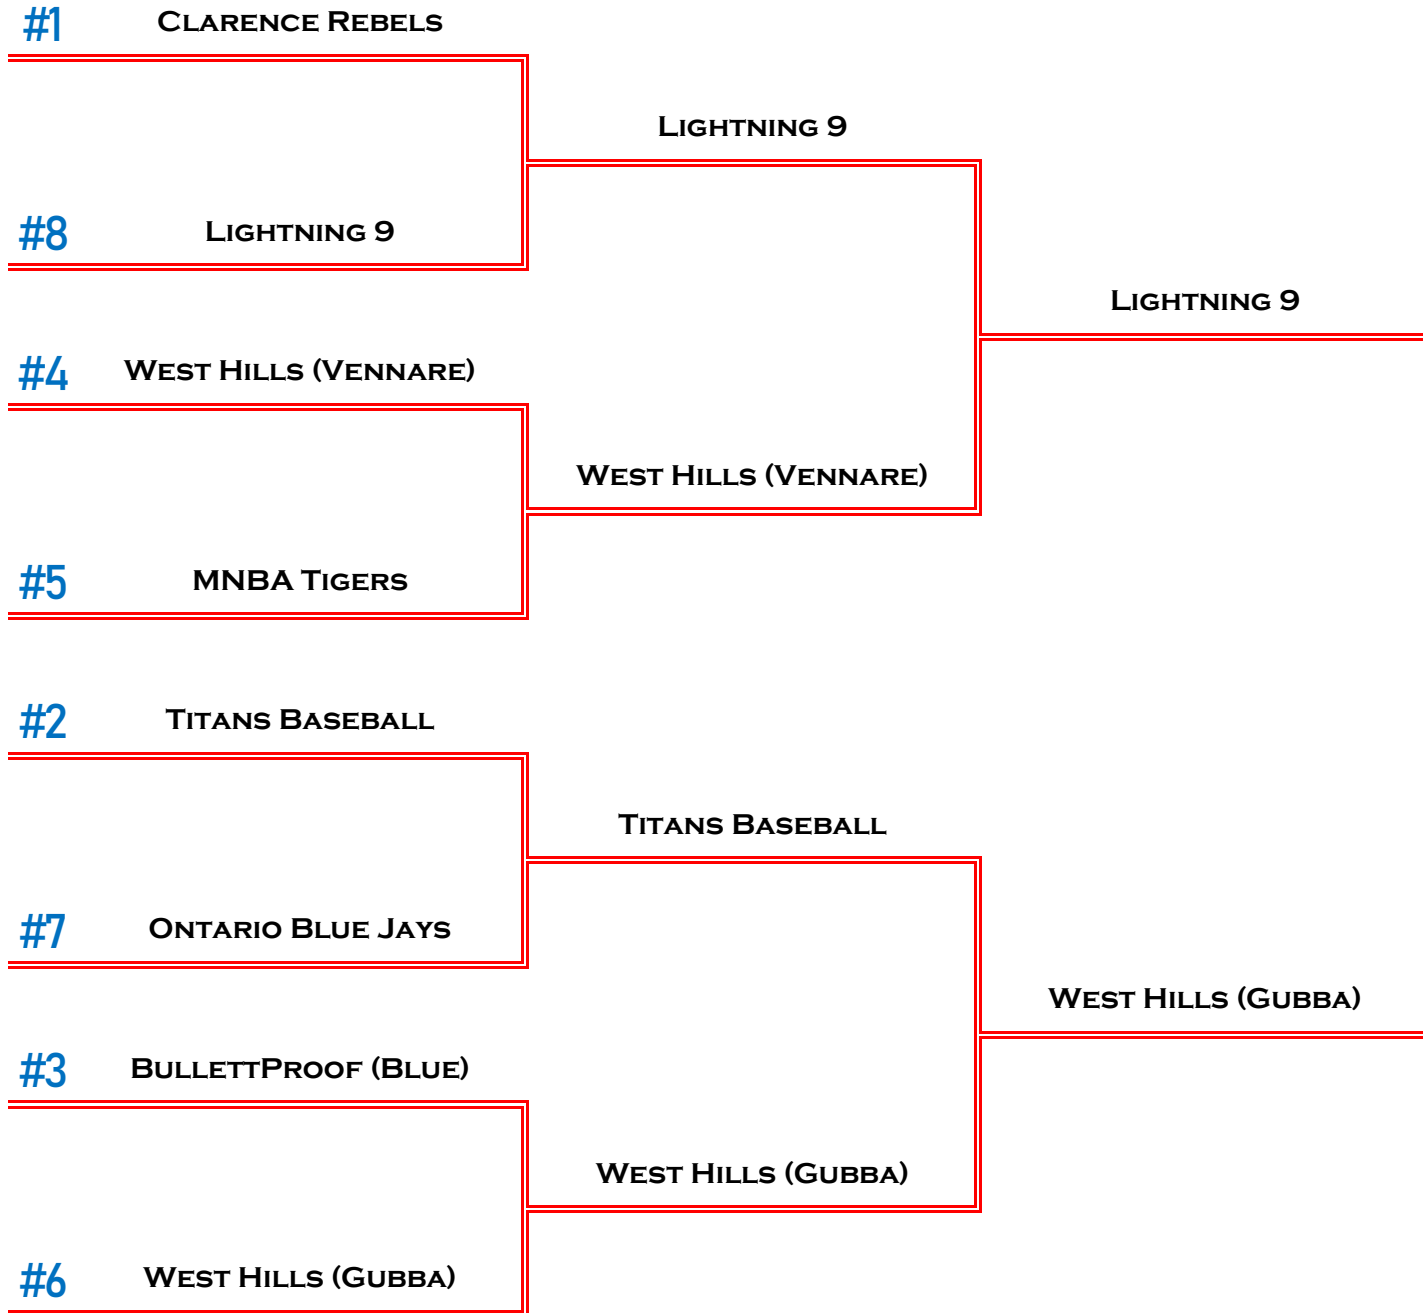 #1 Clarence Rebels
Lightning 9
#8 Lightning 9
Lightning 9
#4 West Hills (Vennare)
West Hills (Vennare)
#5 MNBA Tigers
#2 Titans Baseball
Titans Baseball
#7 Ontario Blue Jays
West Hills (Gubba)
#3 BullettProof (Blue)
West Hills (Gubba)
#6 West Hills (Gubba)